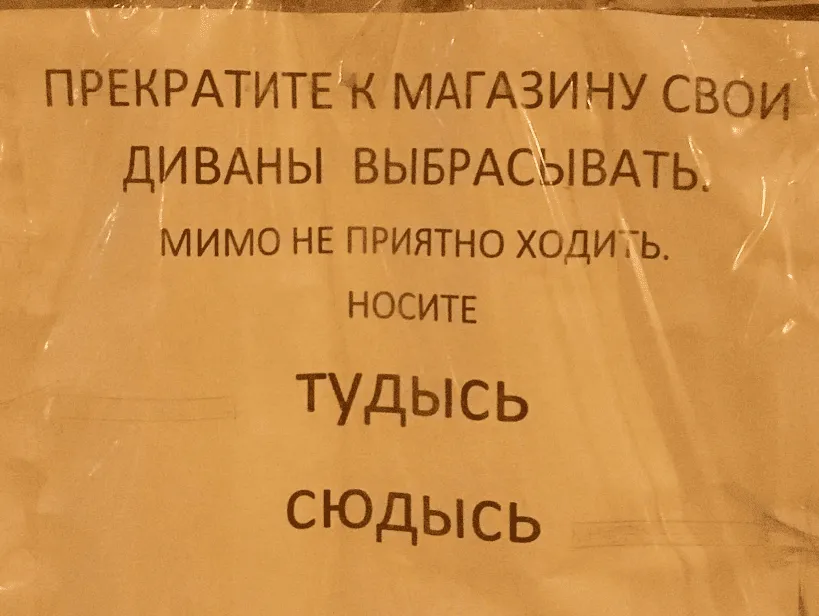 ПРЕКРАТИТЕ К МАГАЗИНУ СВОИ
ДИВАНЫ ВЫБРАСЫВАТЬ.
МИМО НЕ ПРИЯТНО ХОДИТЬ.
НОСИТЕ
ТУДЫСЬ
СЮДЫСЬ